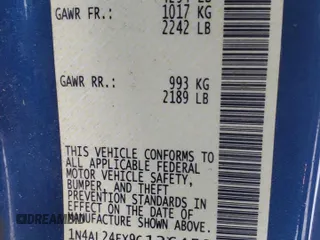 GAWR FR: 1017 KG
2242 LB
GAWR RR: 993 KG
2189 LB
THIS VEHICLE CONFORMS TO
ALL APPLICABLE FEDERAL
MOTOR VEHICLE SAFETY,
BUMPER, AND THEFT
PREVENTION STANDARDS IN
EFFECT ON THE DATE OF
MANUFACTURE SHOWN ABOVE.
DREAMBID